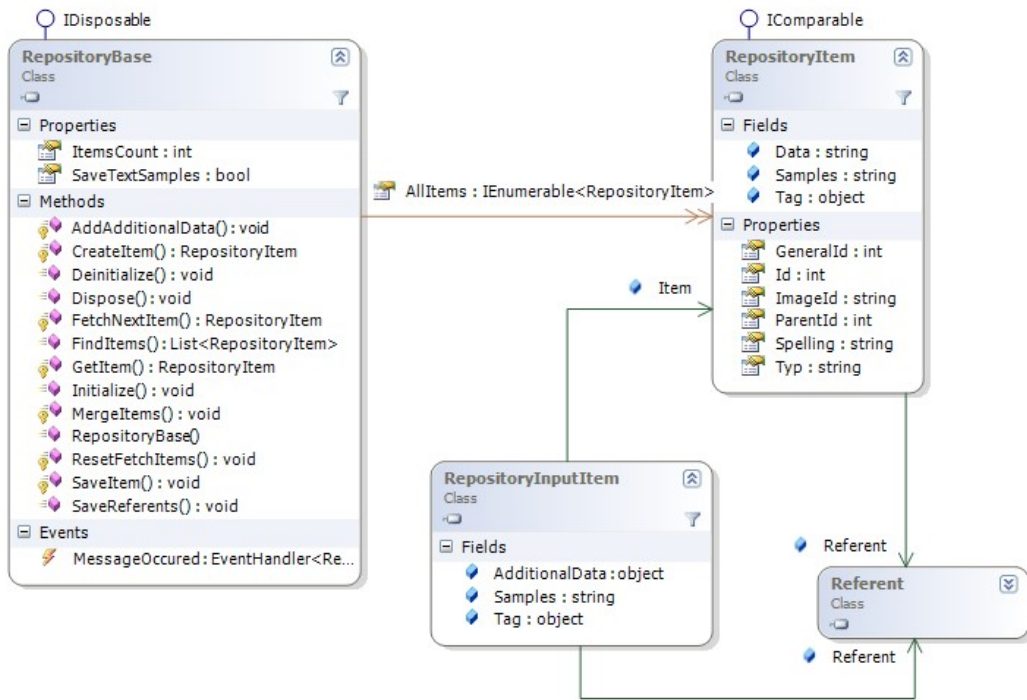 IDisposable
RepositoryBase
Class
Properties
ItemsCount : int
SaveTextSamples : bool
Methods
AddAdditionalData() : void
CreateItem() : RepositoryItem
Deinitialize() : void
Dispose() : void
FetchNextItem() : RepositoryItem
FindItems() : List<RepositoryItem>
GetItem() : RepositoryItem
Initialize() : void
MergeItems() : void
RepositoryBase()
ResetFetchItems() : void
SaveItem() : void
SaveReferents() : void
Events
MessageOccured:EventHandler<Re...
AllItems : IEnumerable<RepositoryItem>
IComparable
RepositoryItem
Class
Fields
Data : string
Samples : string
Tag : object
Properties
GeneralId : int
Id : int
ImageId : string
ParentId : int
Spelling : string
Typ : string
Item
RepositoryInputItem
Class
Fields
AdditionalData :object
Samples : string
Tag : object
Referent
Referent
Class
Referent